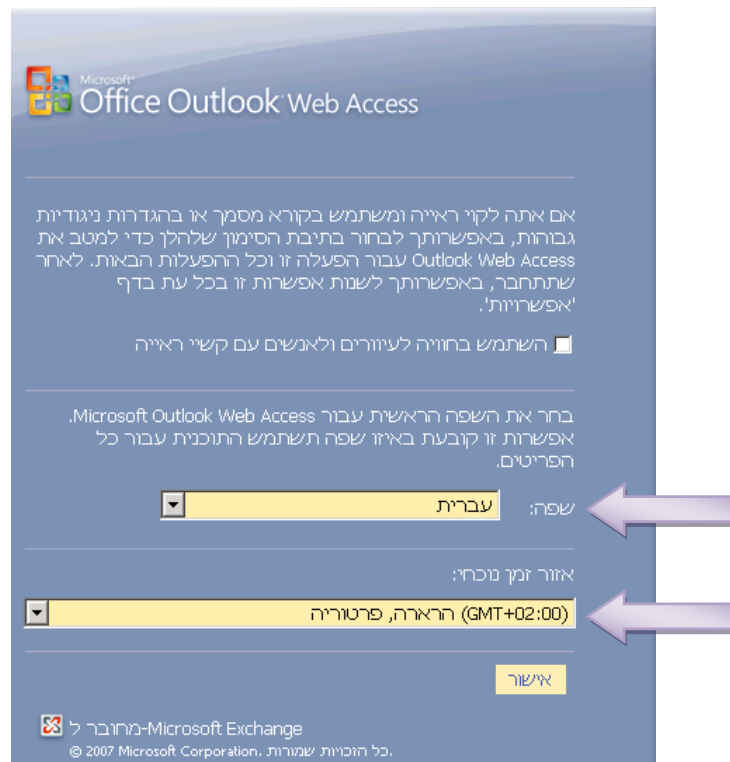 Microsoft®
Office Outlook Web Access
אם אתה לקוי ראייה ומשתמש בקורא מסמך או בהגדרות ניגודיות
גבוהות, באפשרותך לבחור בתיבת הסימון שלהלן כדי למטב את
Outlook Web Access עבור הפעלה זו וכל ההפעלות הבאות. לאחר
שתתחבר, באפשרותך לשנות אפשרות זו בכל עת בדף
'אפשרויות'.
השתמש בחוויה לעיוורים ולאנשים עם קשיי ראייה
בחר את השפה הראשית עבור Microsoft Outlook Web Access.
אפשרות זו קובעת באיזו שפה תשתמש התוכנית עבור כל
הפריטים.
שפה: עברית
אזור זמן נוכחי:
(GMT+02:00) הרארה, פרטוריה
אישור
מחובר ל-Microsoft Exchange
© 2007 Microsoft Corporation. כל הזכויות שמורות.